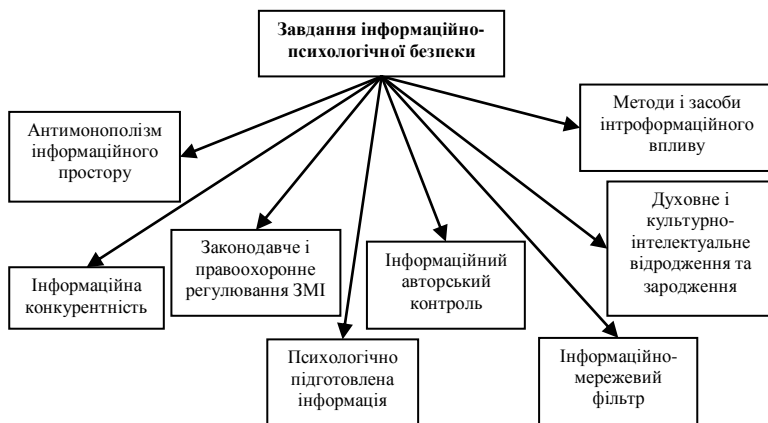 Завдання інформаційно-
психологічної безпеки
Методи і засоби
інтроформаційного
впливу
Антимонополізм
інформаційного
простору
Духовне і
культурно-
інтелектуальне
відродження та
зародження
Законодавче і
правоохоронне
регулювання ЗМІ
Інформаційний
авторський
контроль
Інформаційна
конкурентність
Психологічно
підготовлена
інформація
Інформаційно-
мережевий
фільтр